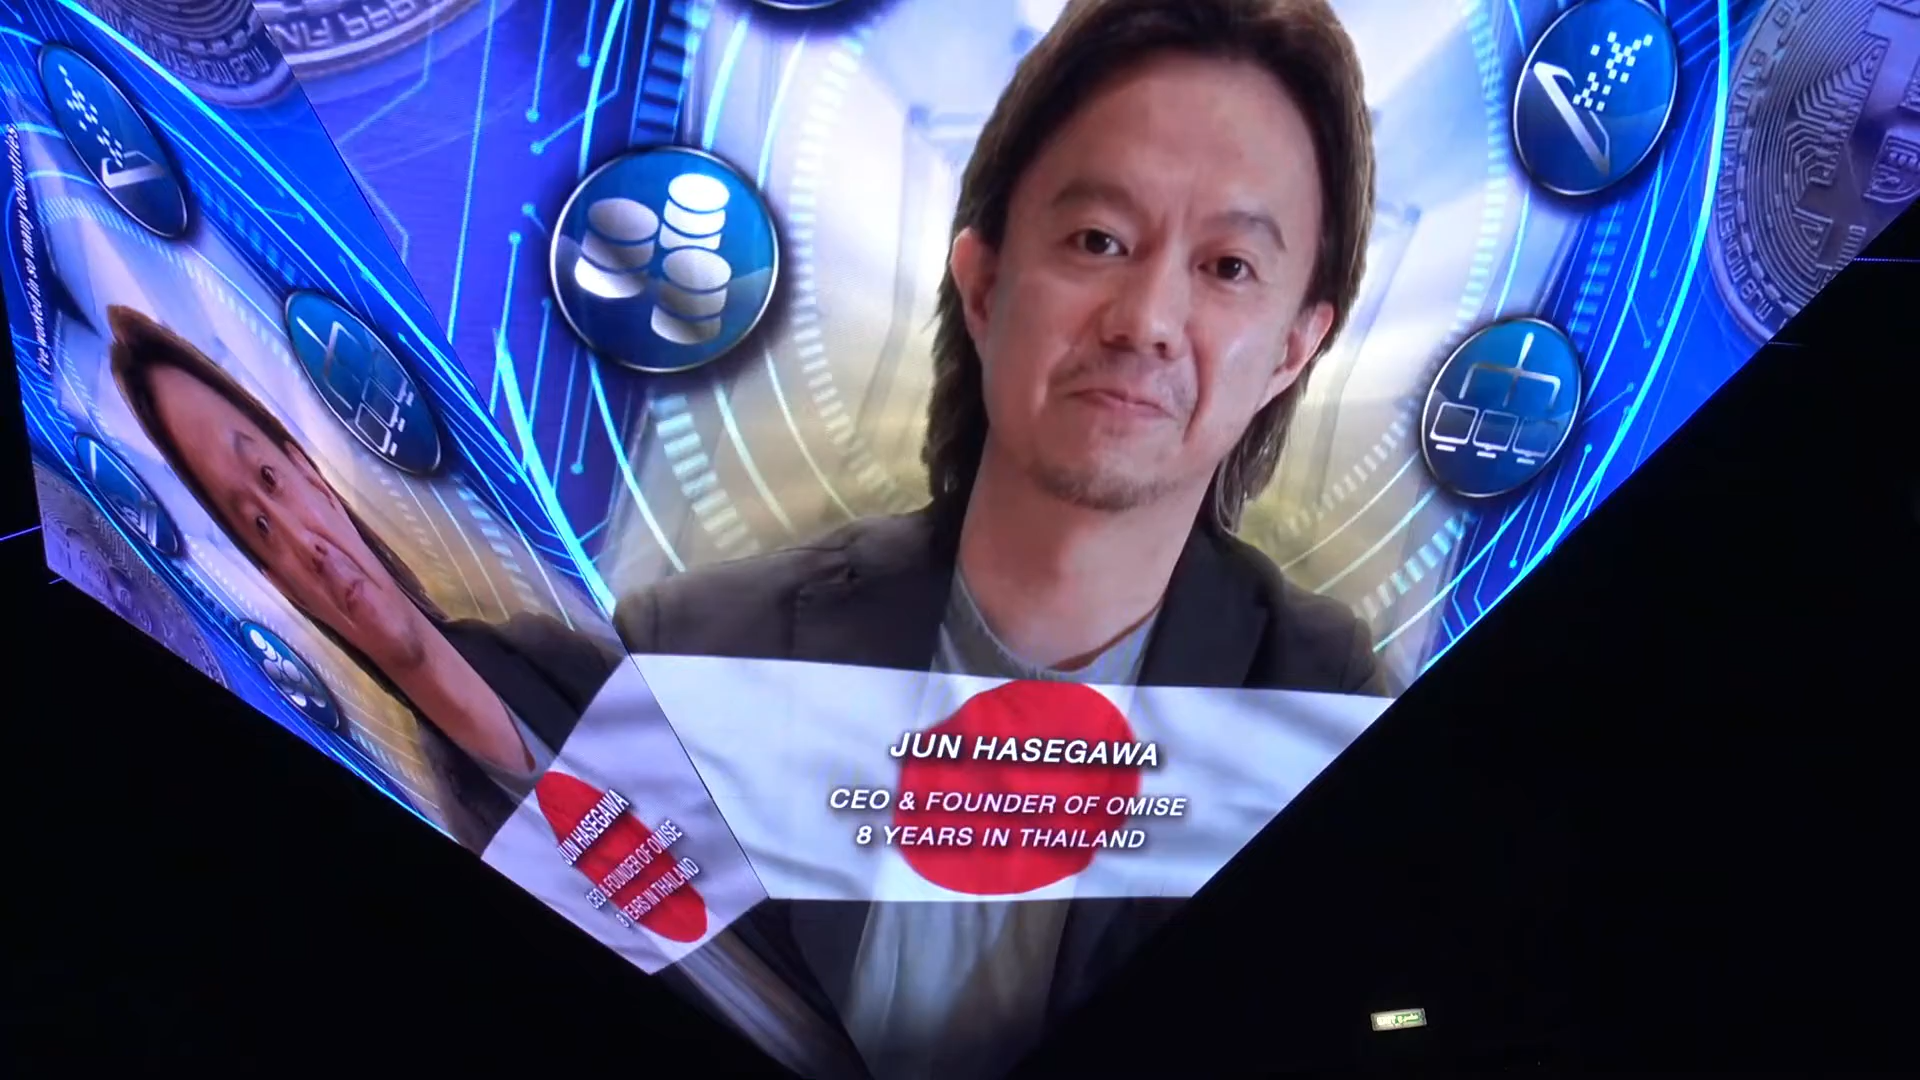 I've worked in so many countries,
JUN HASEGAWA
CEO & FOUNDER OF OMISE
8 YEARS IN THAILAND
JUN HASEGAWA
CEO & FOUNDER OF OMISE
8 YEARS IN THAILAND